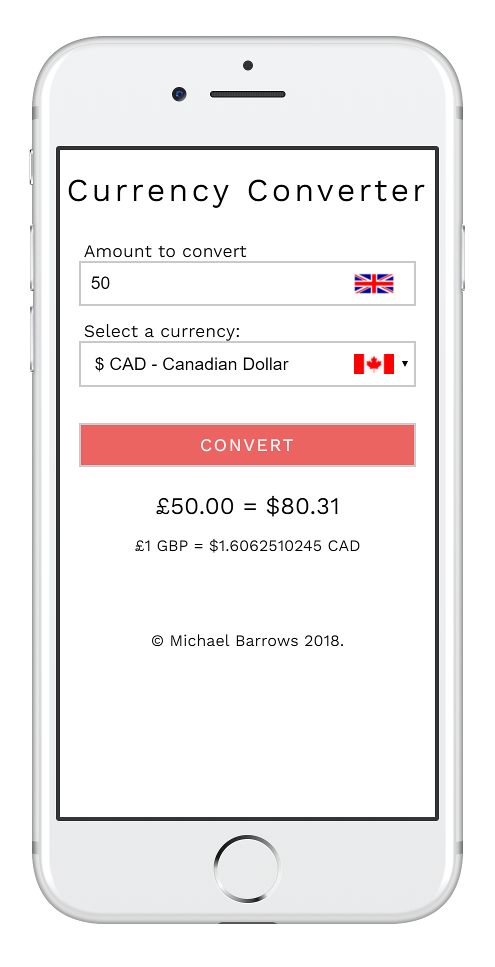 Currency Converter
Amount to convert
50
Select a currency:
$ CAD - Canadian Dollar
CONVERT
£50.00 = $80.31
£1 GBP = $1.6062510245 CAD
© Michael Barrows 2018.